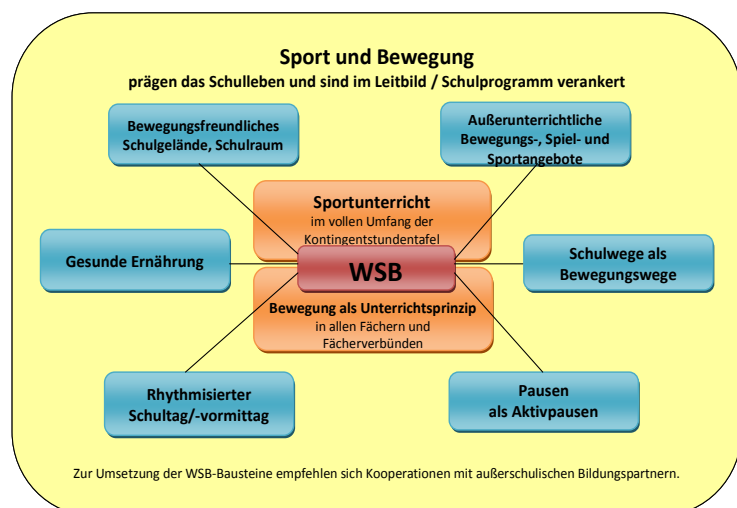 Sport und Bewegung
prägen das Schulleben und sind im Leitbild / Schulprogramm verankert
Bewegungsfreundliches
Schulgelände, Schulraum
Außerunterrichtliche
Bewegungs-, Spiel- und
Sportangebote
Sportunterricht
im vollen Umfang der
Kontingentstundentafel
Gesunde Ernährung
WSB
Schulwege als
Bewegungswege
Bewegung als Unterrichtsprinzip
in allen Fächern und
Fächerverbünden
Rhythmisierter
Schultag/-vormittag
Pausen
als Aktivpausen
Zur Umsetzung der WSB-Bausteine empfehlen sich Kooperationen mit außerschulischen Bildungspartnern.